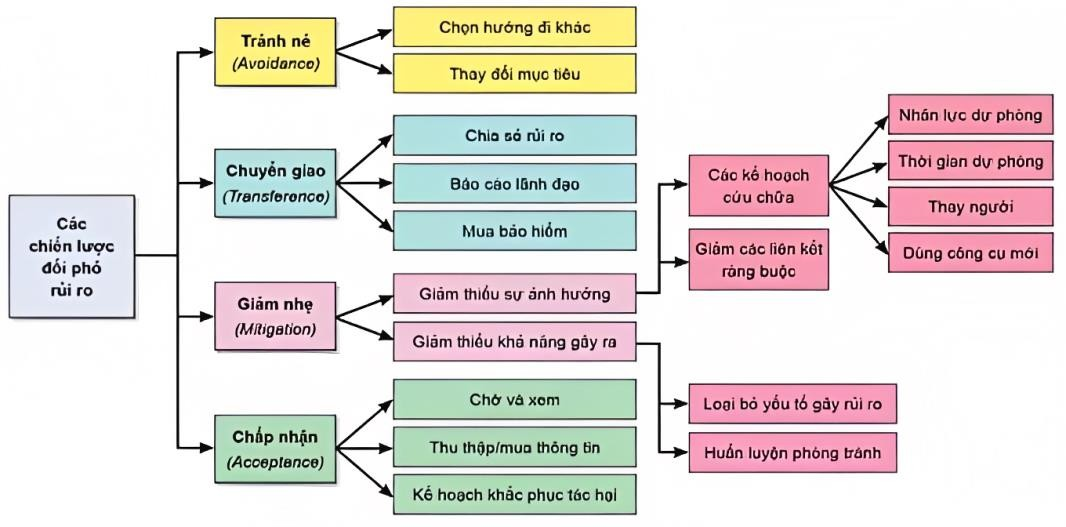 Các
chiến lược
đối phó
rủi ro
Tránh né
(Avoidance)
Chọn hướng đi khác
Thay đổi mục tiêu
Chuyển giao
(Transference)
Chia sẻ rủi ro
Báo cáo lãnh đạo
Mua bảo hiểm
Giảm nhẹ
(Mitigation)
Giảm thiểu sự ảnh hưởng
Giảm thiểu khả năng gây ra
Các kế hoạch
cứu chữa
Giảm các liên kết
ràng buộc
Nhân lực dự phòng
Thời gian dự phòng
Thay người
Dùng công cụ mới
Loại bỏ yếu tố gây rủi ro
Huấn luyện phòng tránh
Chấp nhận
(Acceptance)
Chờ và xem
Thu thập/mua thông tin
Kế hoạch khắc phục tác hại